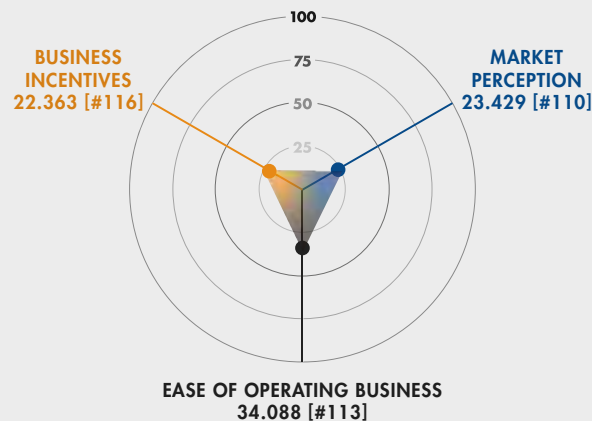 100
BUSINESS
INCENTIVES
22.363 [#116]
75
MARKET
PERCEPTION
23.429 [#110]
50
25
EASE OF OPERATING BUSINESS
34.088 [#113]